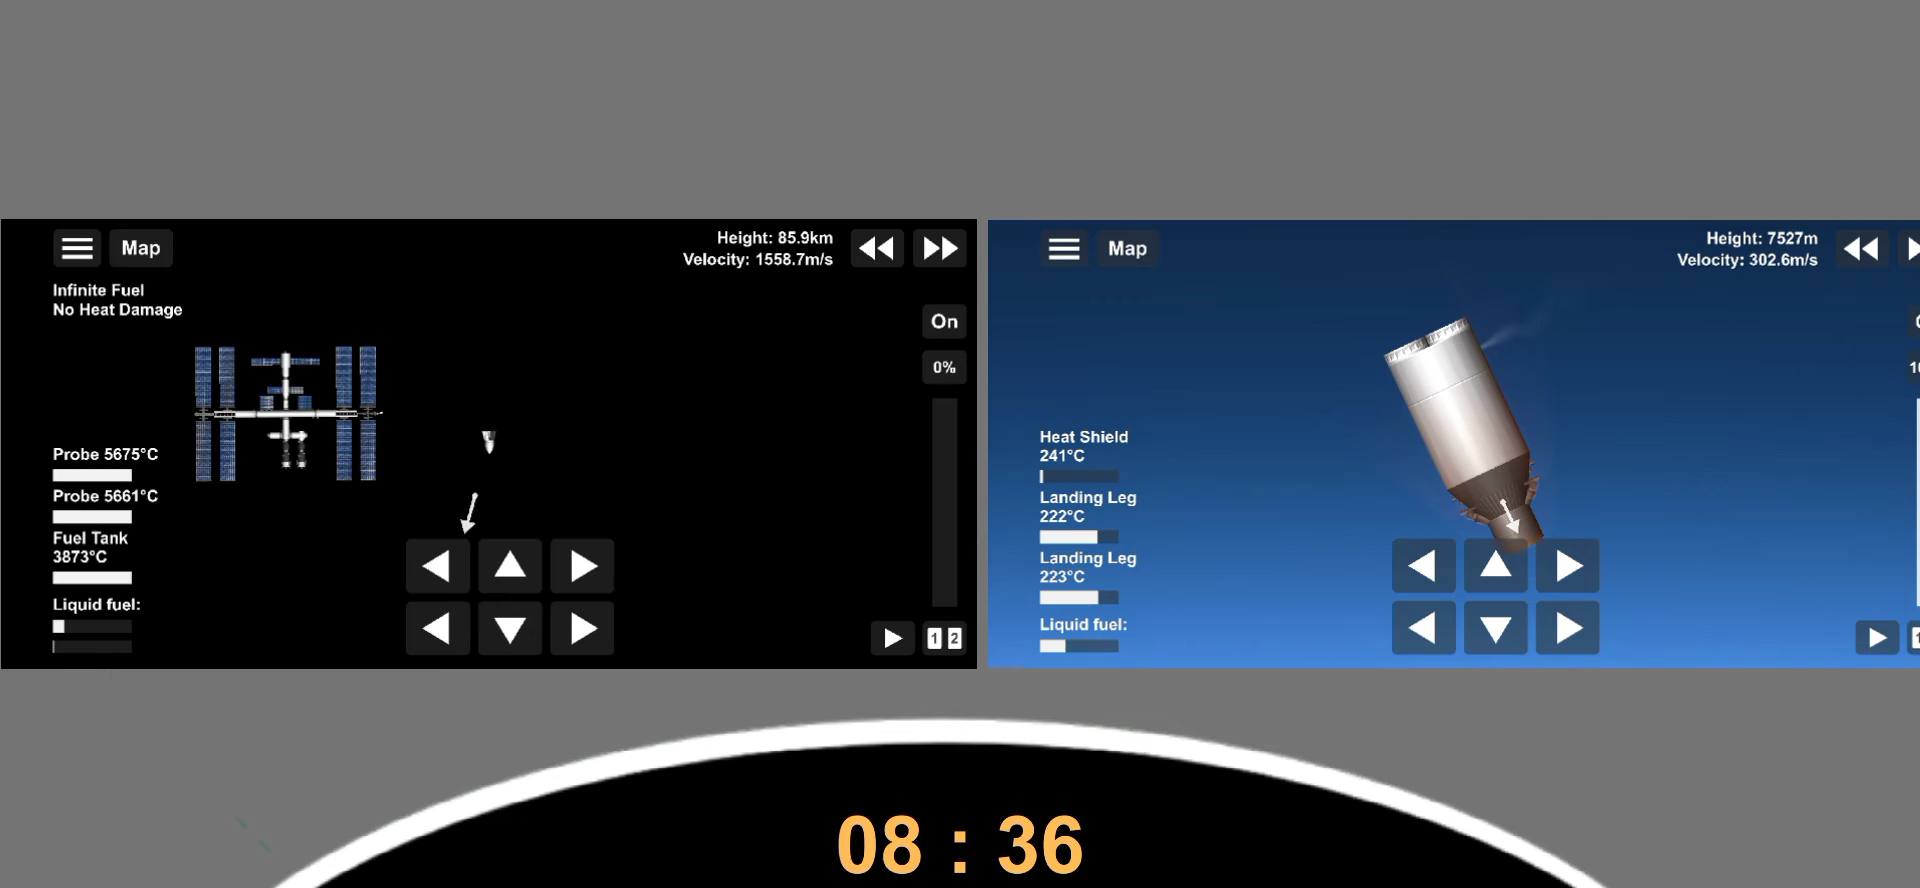 Map
Height: 85.9km
Velocity: 1558.7m/s
Infinite Fuel
No Heat Damage
On
0%
Probe 5675°C
Probe 5661°C
Fuel Tank
3873°C
Liquid fuel:
1 2
Map
Height: 7527m
Velocity: 302.6m/s
Heat Shield
241°C
Landing Leg
222°C
Landing Leg
223°C
Liquid fuel:
08 : 36